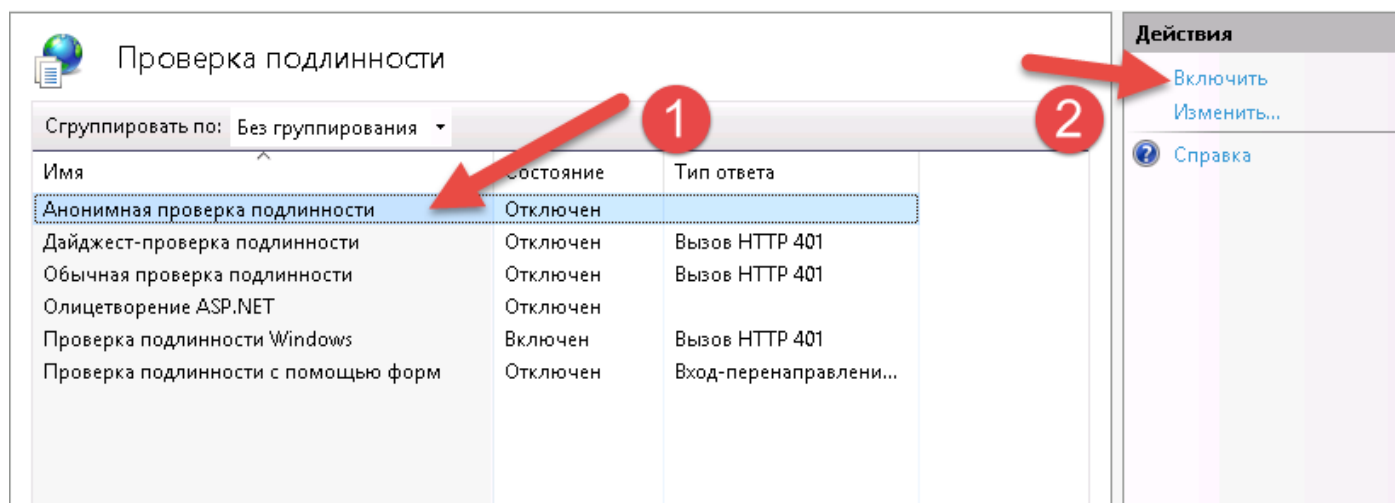 Проверка подлинности
Сгруппировать по: Без группирования
Имя Состояние Тип ответа
Анонимная проверка подлинности Отключен
Дайджест-проверка подлинности Отключен Вызов HTTP 401
Обычная проверка подлинности Отключен Вызов HTTP 401
Олицетворение ASP.NET Отключен
Проверка подлинности Windows Включен Вызов HTTP 401
Проверка подлинности с помощью форм Отключен Вход-перенаправлени...
1
2
Действия
Включить
Изменить...
Справка